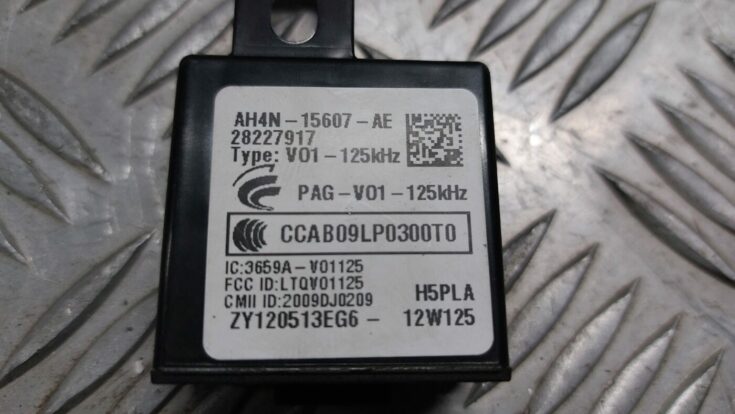 AH4N-15607-AE
28227917
Type: V01-125kHz
PAG-V01-125kHz
CCAB09LP0300T0
IC:3659A-V01125
FCC ID:LTQV01125
CMII ID:2009DJ0209
H5PLA
ZY120513EG6- 12W125